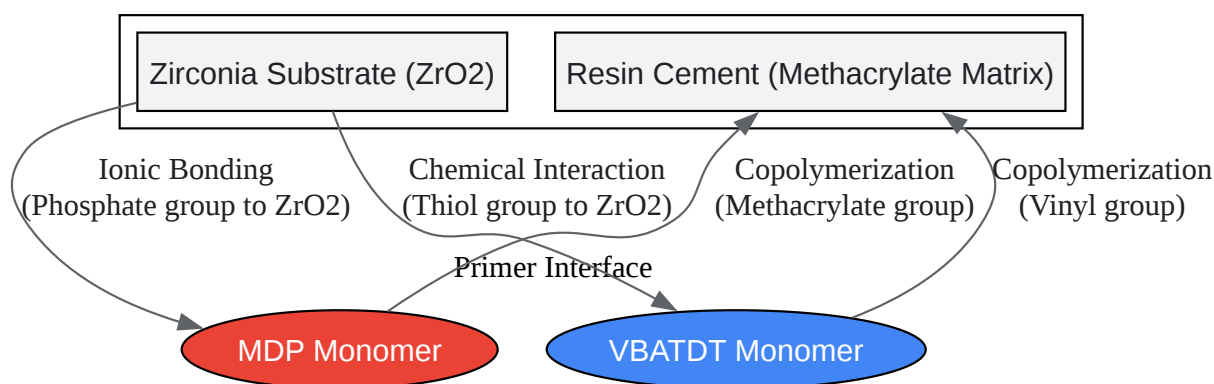 Zirconia Substrate (ZrO2)
Resin Cement (Methacrylate Matrix)
Ionic Bonding
(Phosphate group to ZrO2)
Chemical Interaction
(Thiol group to ZrO2)
Copolymerization
(Methacrylate group)
Copolymerization
(Vinyl group)
Primer Interface
MDP Monomer
VBATDT Monomer